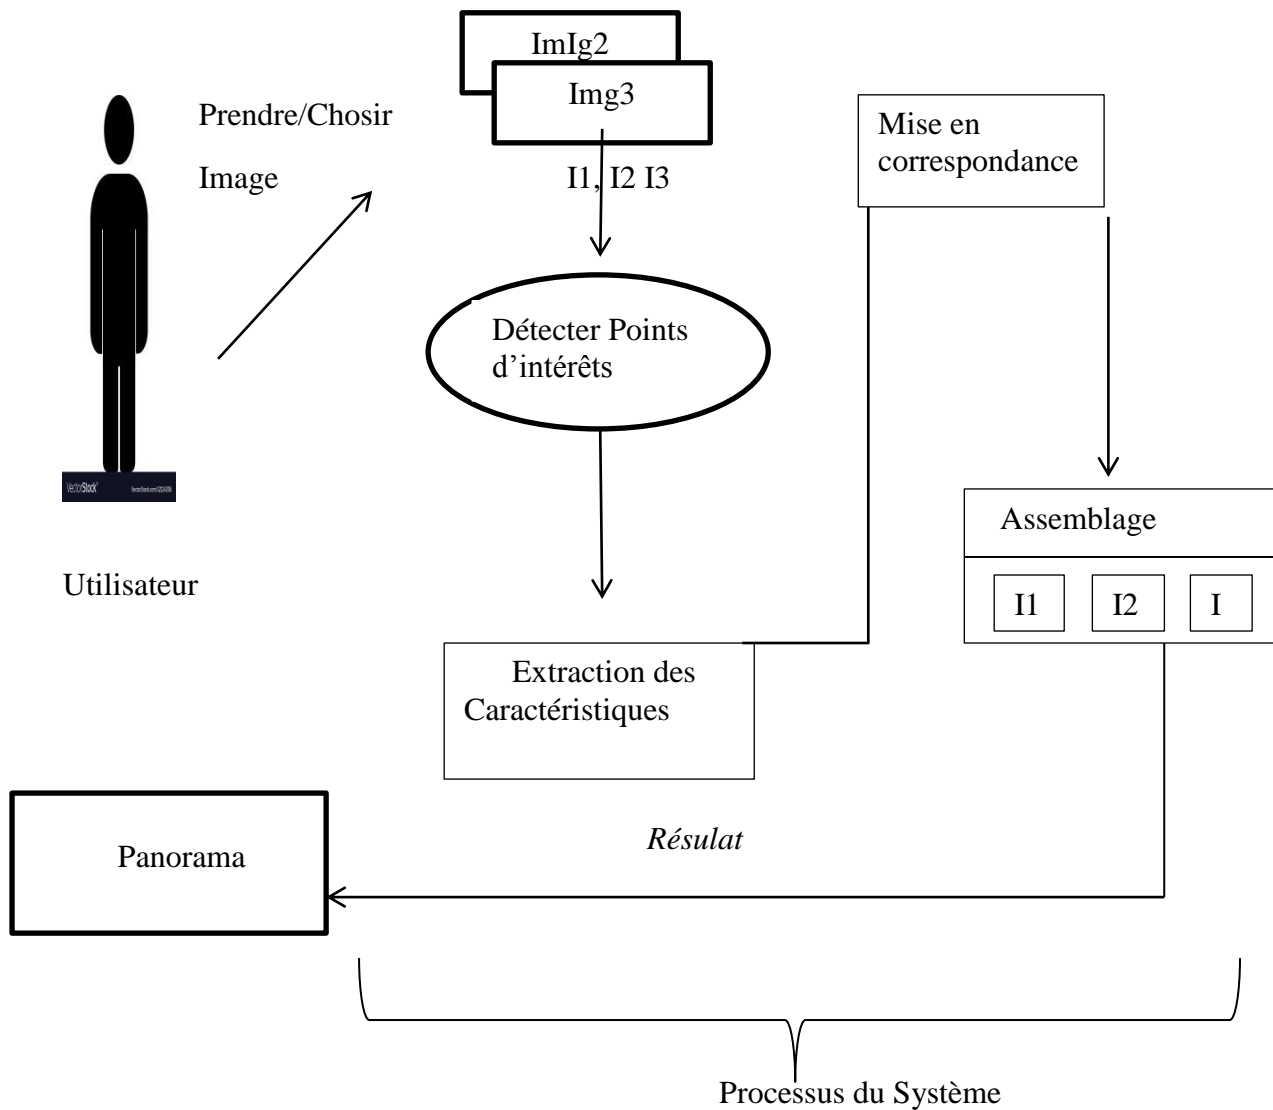 ImIg2
Img3
Prendre/Chosir
Image
I1, I2 I3
Mise en
correspondance
Détecter Points
d’intérêts
VectorStock
Assemblage
I1 I2 I
Utilisateur
Extraction des
Caractéristiques
Résulat
Panorama
Processus du Système